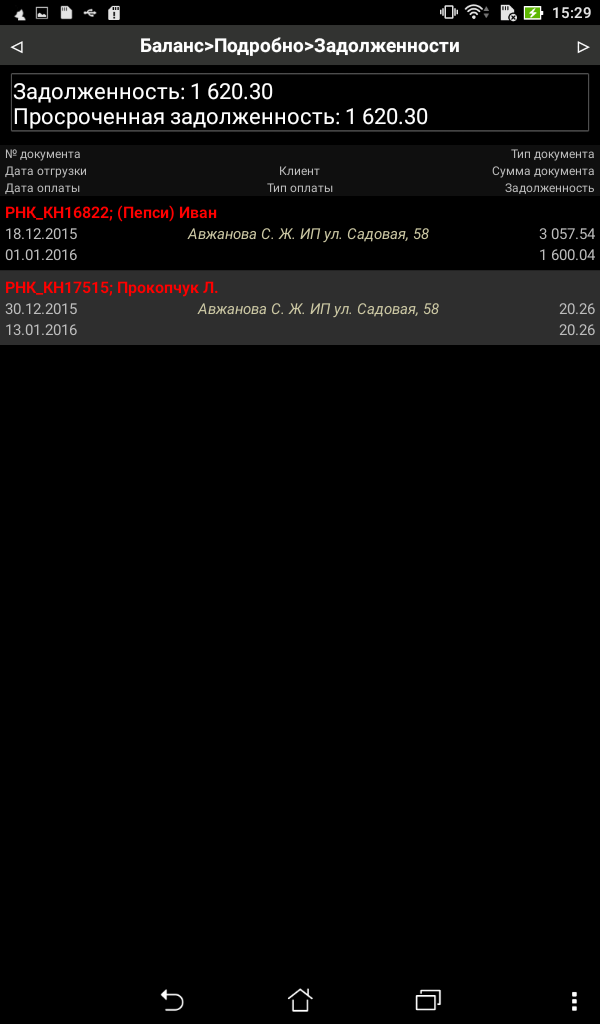 15:29
Баланс>Подробно>Задолженности
Задолженность: 1 620.30
Просроченная задолженность: 1 620.30
№ документа Тип документа
Дата отгрузки Клиент Сумма документа
Дата оплаты Тип оплаты Задолженность
РНК_КН16822; (Пепси) Иван
18.12.2015 Авжанова С. Ж. ИП ул. Садовая, 58 3 057.54
01.01.2016 1 600.04
РНК_КН17515; Прокопчук Л.
30.12.2015 Авжанова С. Ж. ИП ул. Садовая, 58 20.26
13.01.2016 20.26